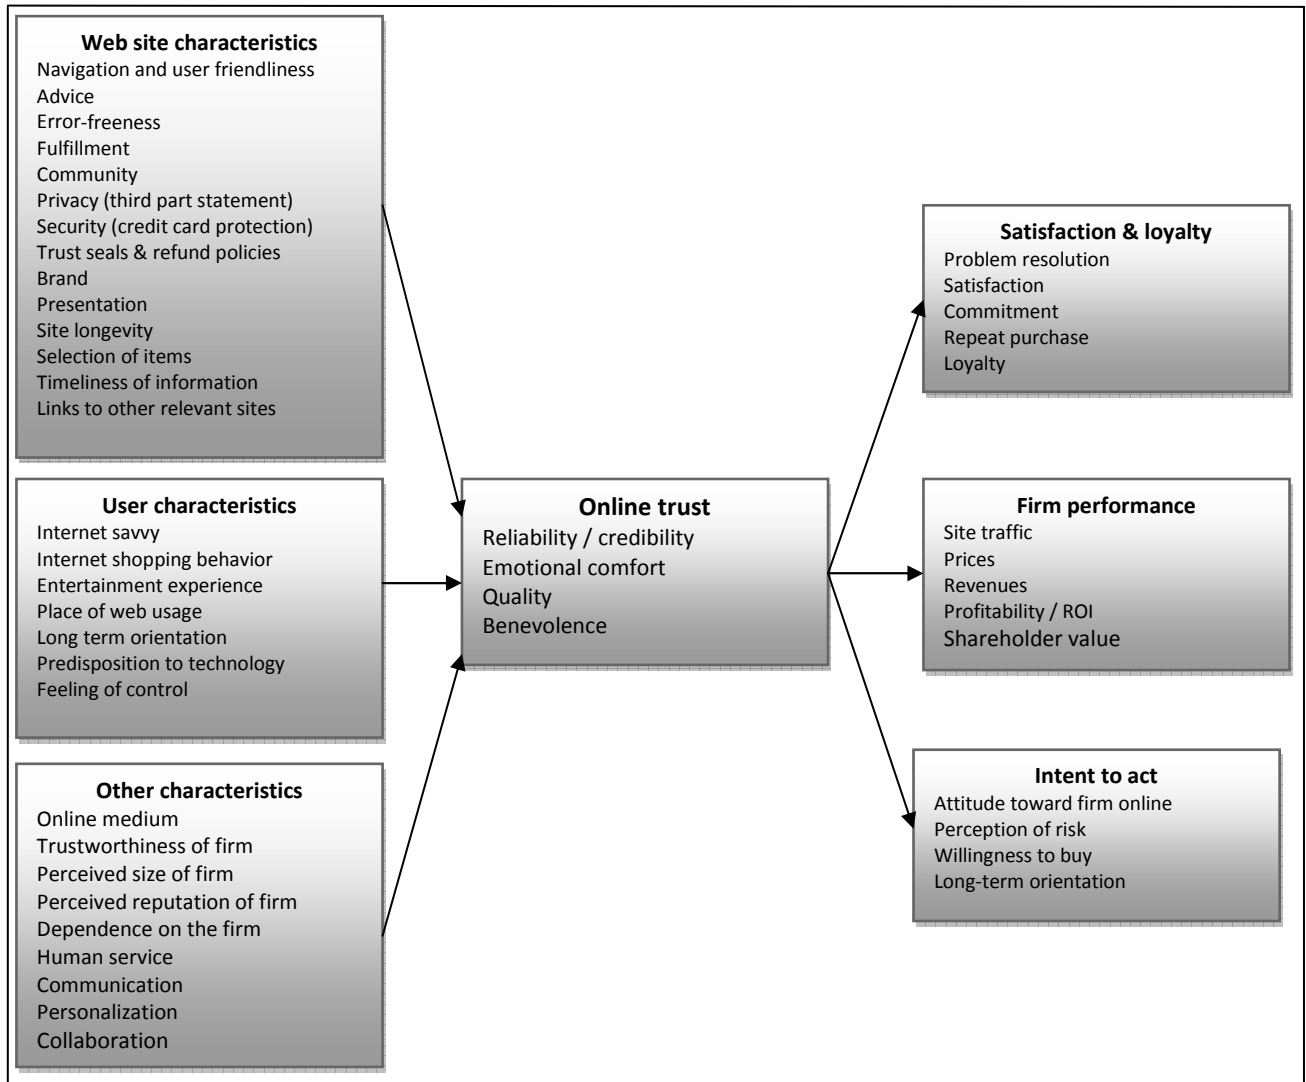 Web site characteristics
Navigation and user friendliness
Advice
Error-freeness
Fulfillment
Community
Privacy (third part statement)
Security (credit card protection)
Trust seals & refund policies
Brand
Presentation
Site longevity
Selection of items
Timeliness of information
Links to other relevant sites
User characteristics
Internet savvy
Internet shopping behavior
Entertainment experience
Place of web usage
Long term orientation
Predisposition to technology
Feeling of control
Other characteristics
Online medium
Trustworthiness of firm
Perceived size of firm
Perceived reputation of firm
Dependence on the firm
Human service
Communication
Personalization
Collaboration
Online trust
Reliability / credibility
Emotional comfort
Quality
Benevolence
Satisfaction & loyalty
Problem resolution
Satisfaction
Commitment
Repeat purchase
Loyalty
Firm performance
Site traffic
Prices
Revenues
Profitability / ROI
Shareholder value
Intent to act
Attitude toward firm online
Perception of risk
Willingness to buy
Long-term orientation